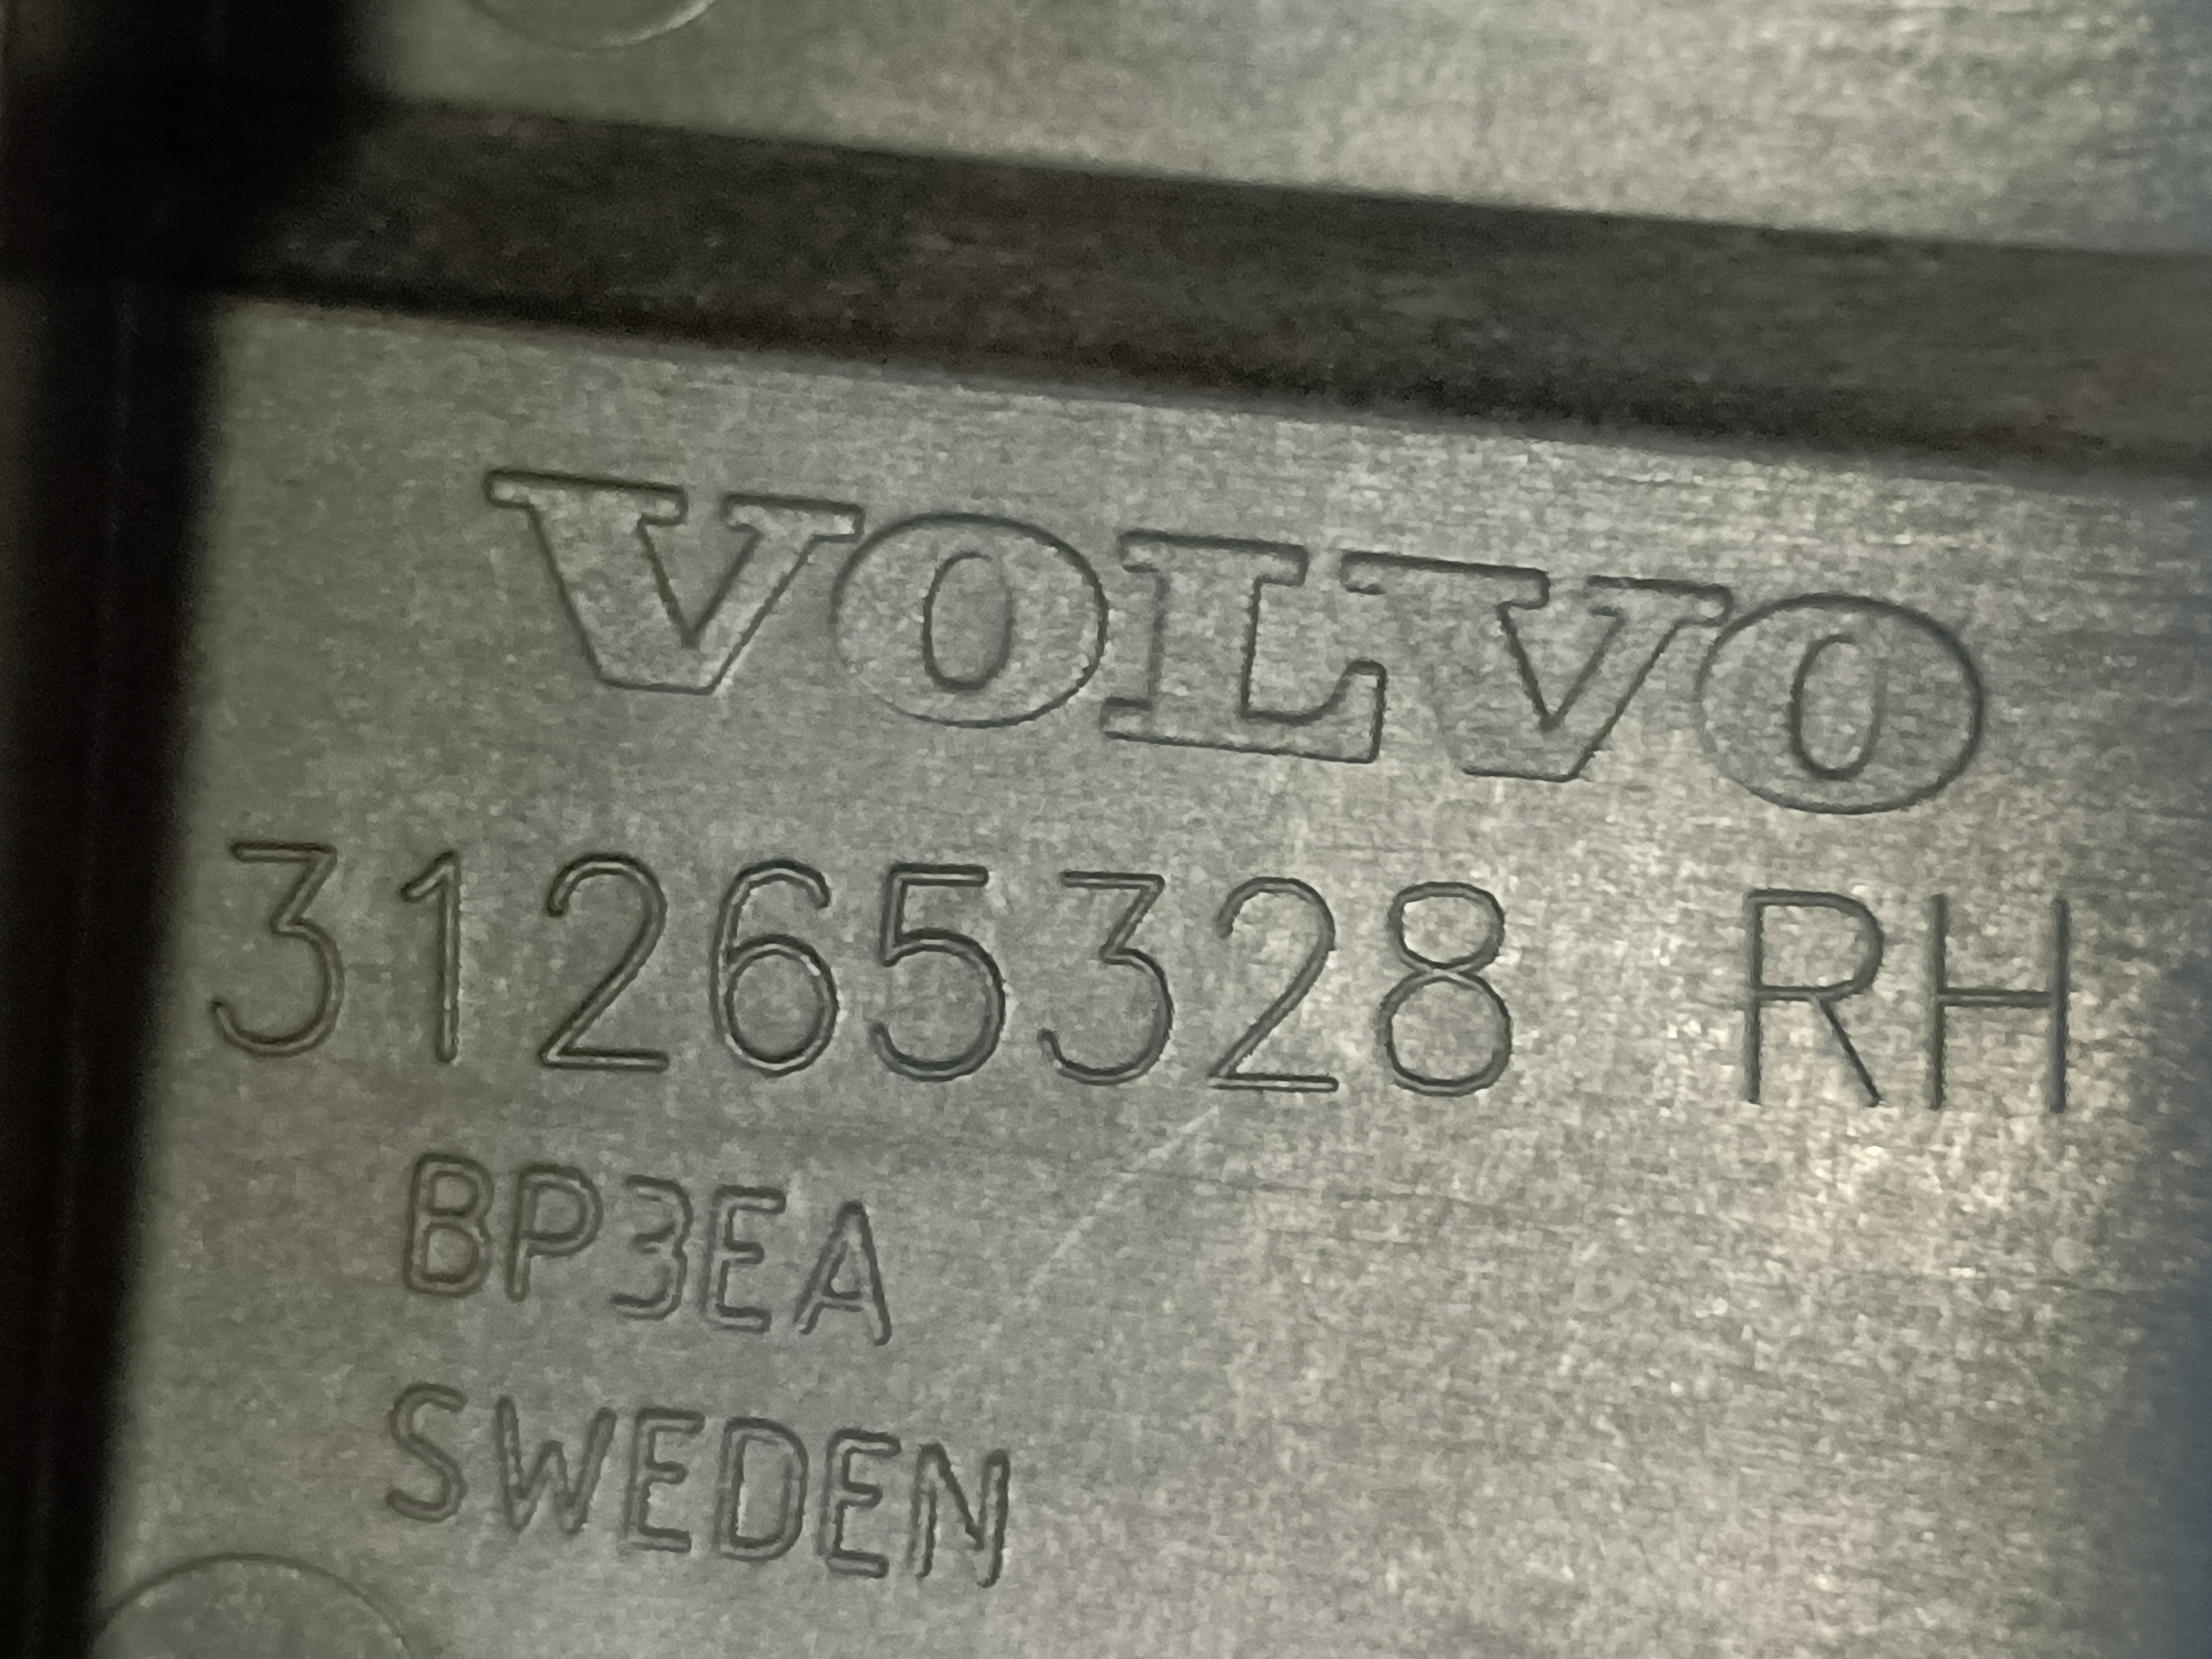 VOLVO
31265328 RH
BP3EA
SWEDEN